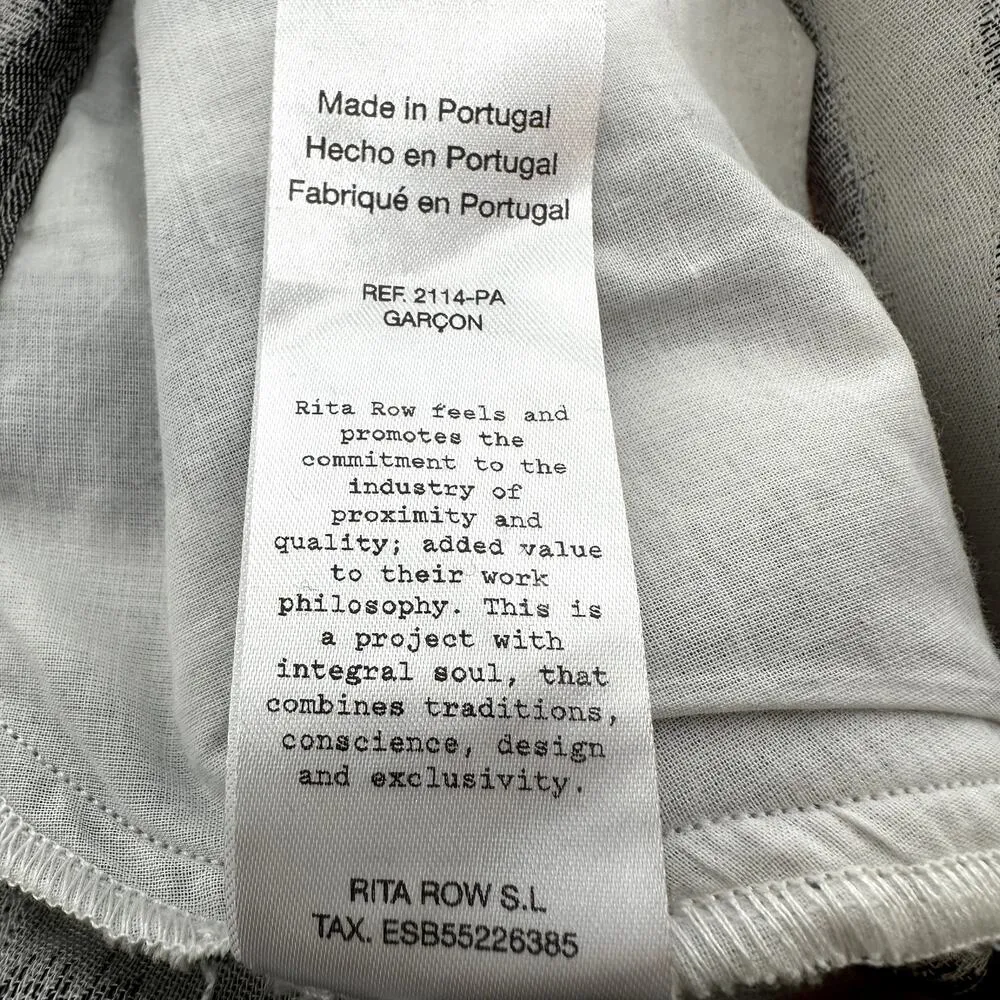 Made in Portugal
Hecho en Portugal
Fabriqué en Portugal
REF. 2114-PA
GARÇON
Rita Row feels and
promotes the
commitment to the
industry of
proximity and
quality; added value
to their work
philosophy. This is
a project with
integral soul, that
combines traditions,
conscience, design
and exclusivity.
RITA ROW S.L
TAX. ESB55226385